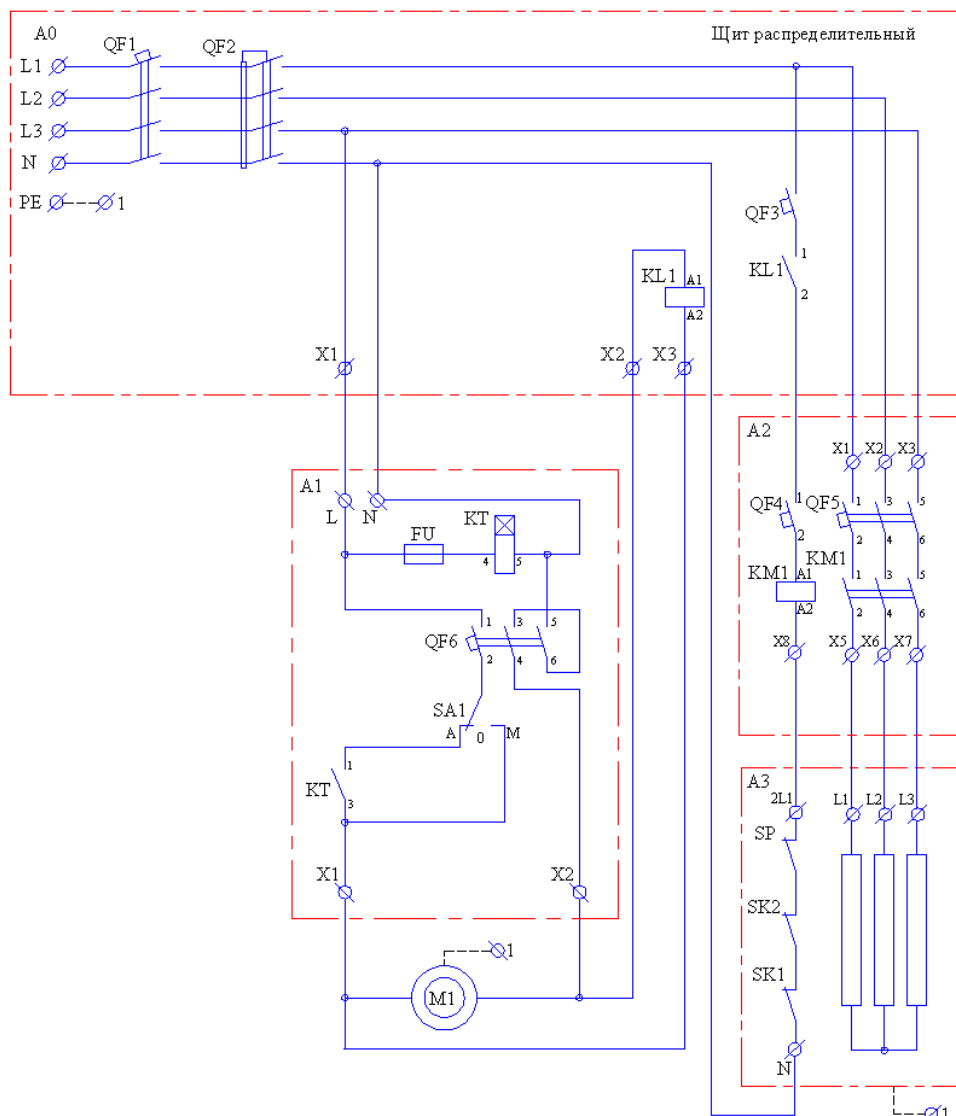 A0 QF1 QF2 Щит распределительный
L1
L2
L3
N
PE 1
QF3
KL1 1
2
KL1 A1
A2
X1 X2 X3
A2
X1 X2 X3
A1
L N
KT
FU
4 5
QF4 1
2
QF5 1 3 5
2 4 6
KM1 A1
A2
KM1 1 3 5
2 4 6
QF6 1 3 5
2 4 6
X8 X5 X6 X7
SA1
A 0 M
KT 1
3
A3
2L1 L1 L2 L3
SP
X1 X2
SK2
1
SK1
M1
N
1